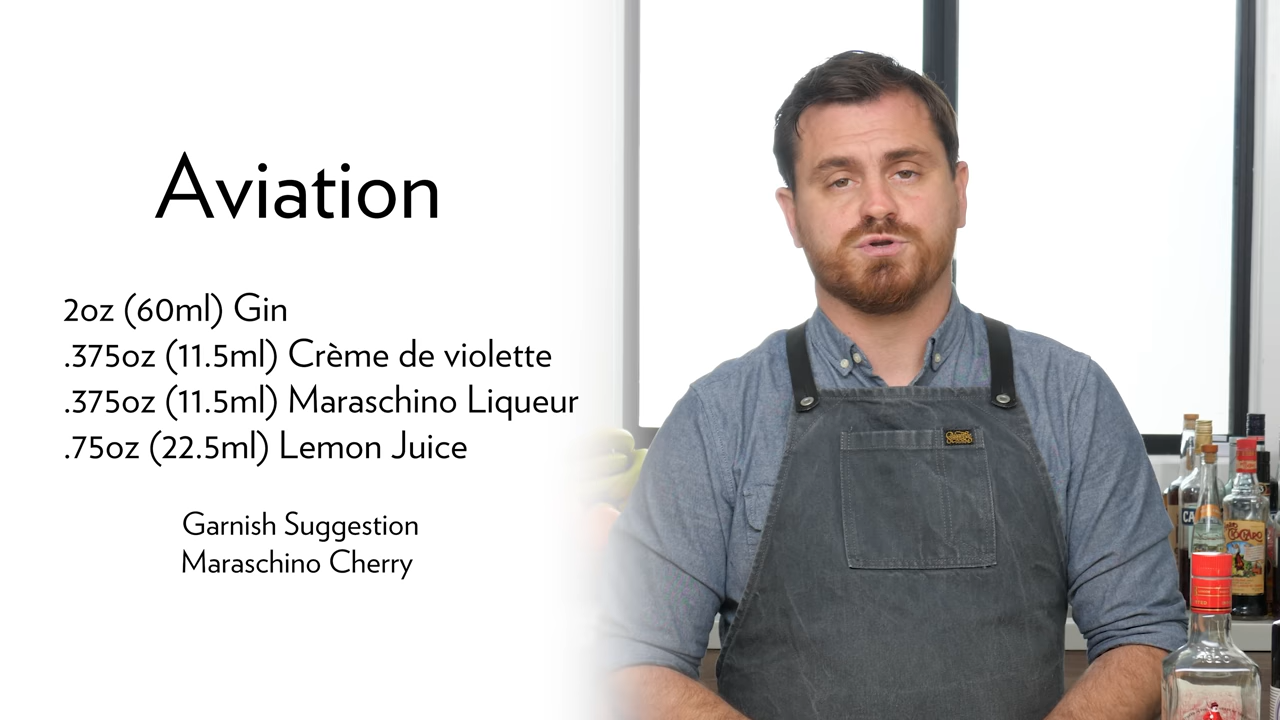 Aviation
2oz (60ml) Gin
.375oz (11.5ml) Crème de violette
.375oz (11.5ml) Maraschino Liqueur
.75oz (22.5ml) Lemon Juice
Garnish Suggestion
Maraschino Cherry